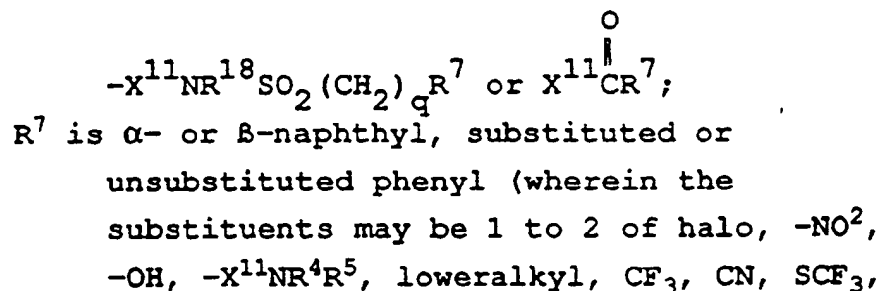 O
‖
-X¹¹NR¹⁸SO₂(CH₂)qR⁷ or X¹¹CR⁷;
R⁷ is α- or ß-naphthyl, substituted or
unsubstituted phenyl (wherein the
substituents may be 1 to 2 of halo, -NO²,
-OH, -X¹¹NR⁴R⁵, loweralkyl, CF₃, CN, SCF₃,